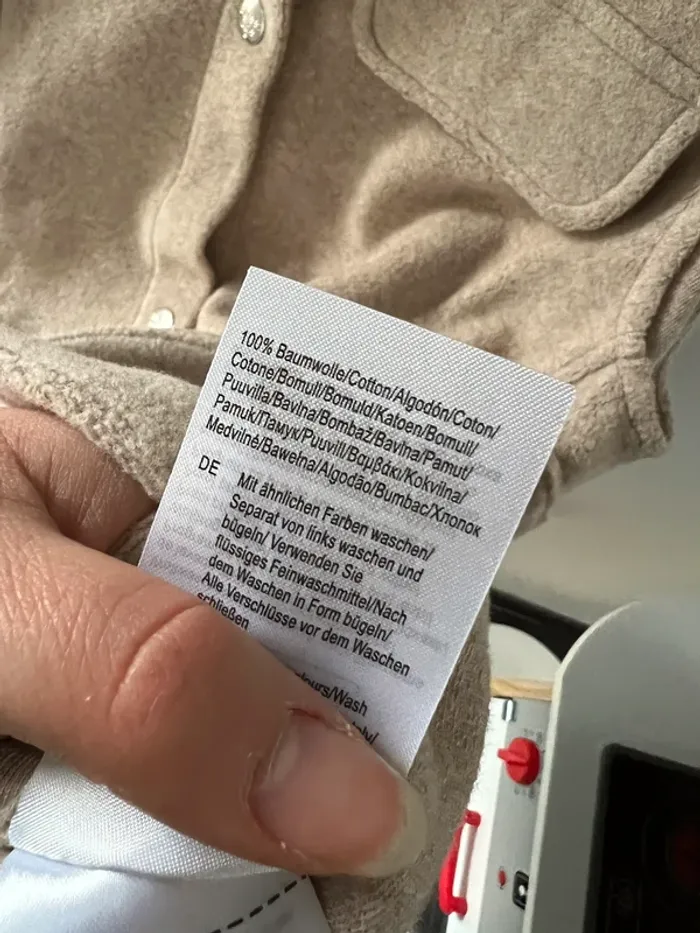 100% Baumwolle/Cotton/Algodón/Coton/
Cotone/Bomull/Bomuld/Katoen/Bomull/
Puuvilla/Bavlna/Bombaž/Bavlna/Pamut/
Pamuk/Памук/Puuvill/Βαμβάκι/Kokvilna/
Medvilnė/Bawełna/Algodão/Bumbac/Хлопок
DE
Mit ähnlichen Farben waschen/
Separat von links waschen und
bügeln/ Verwenden Sie
flüssiges Feinwaschmittel/Nach
dem Waschen in Form bügeln/
Alle Verschlüsse vor dem Waschen
schließen
/Wash